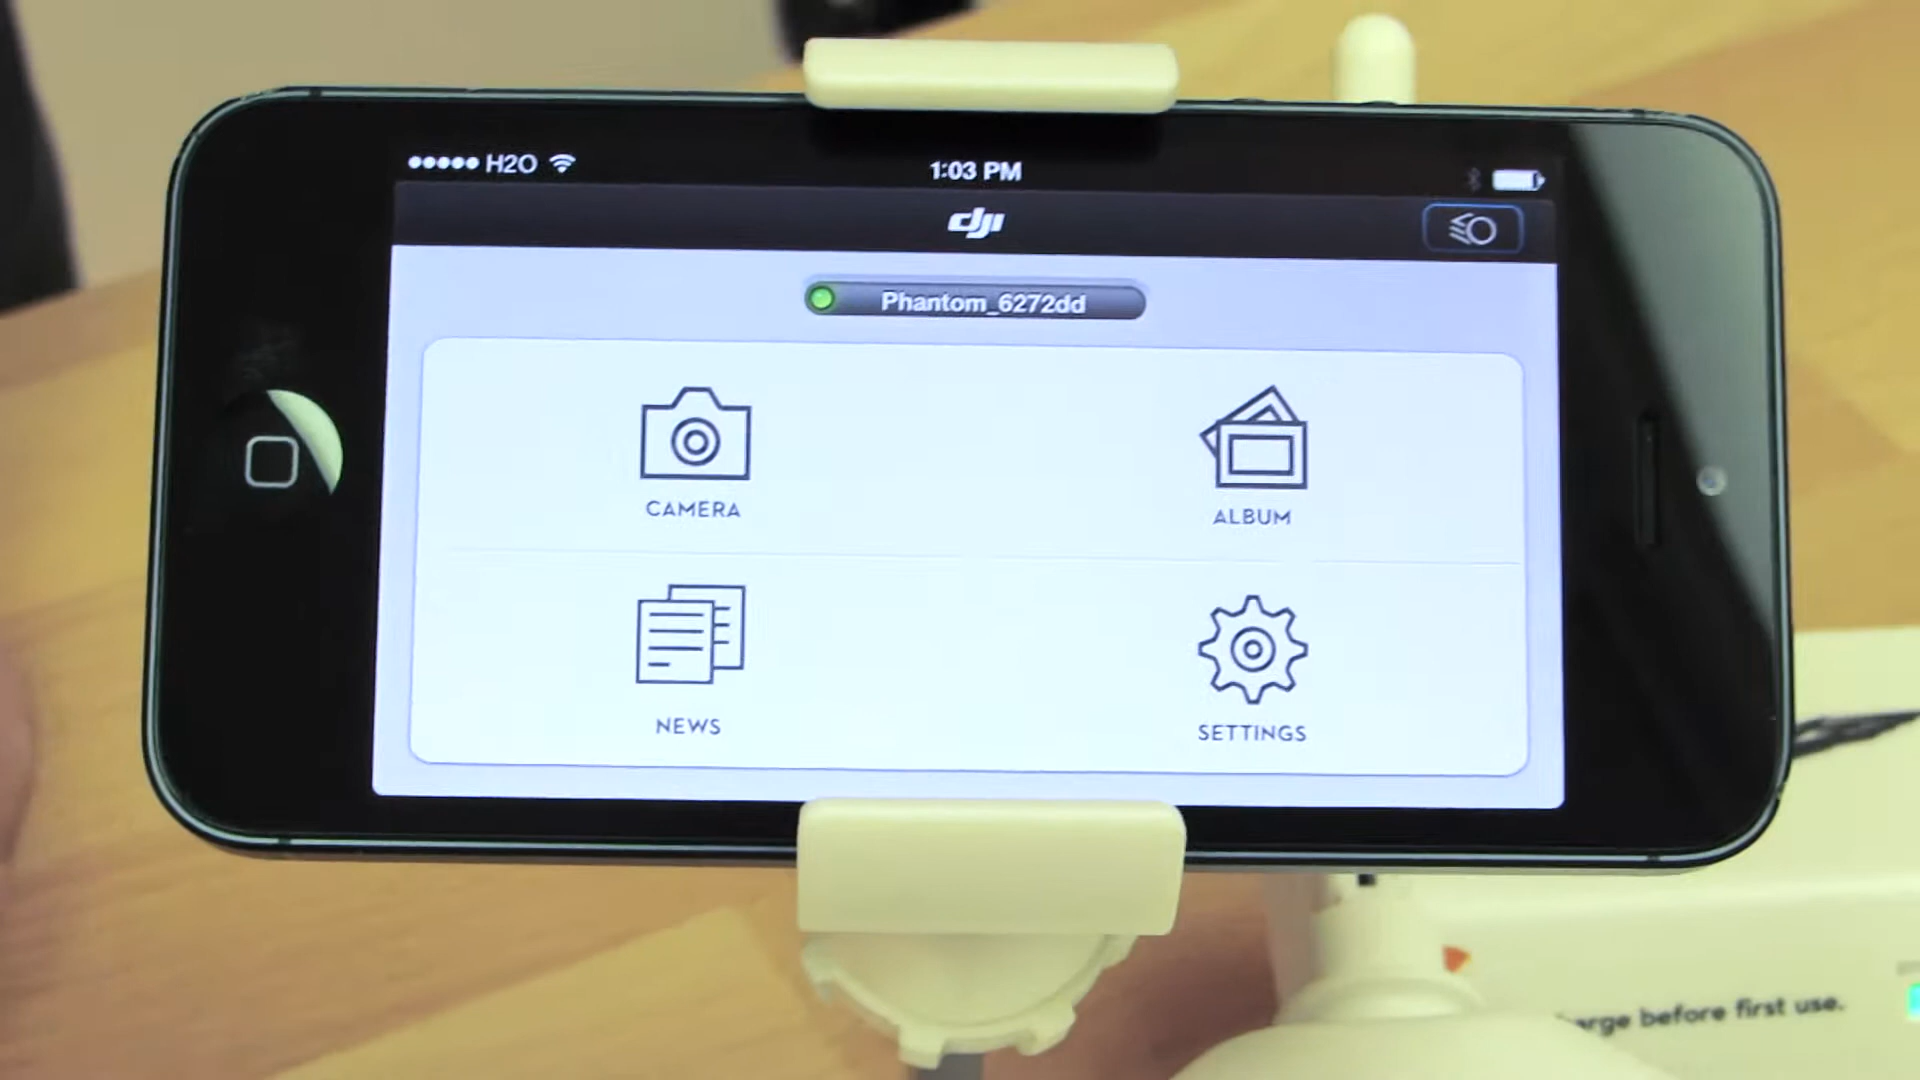 H2O
1:03 PM
dji
Phantom_6272dd
CAMERA
ALBUM
NEWS
SETTINGS
before first use.